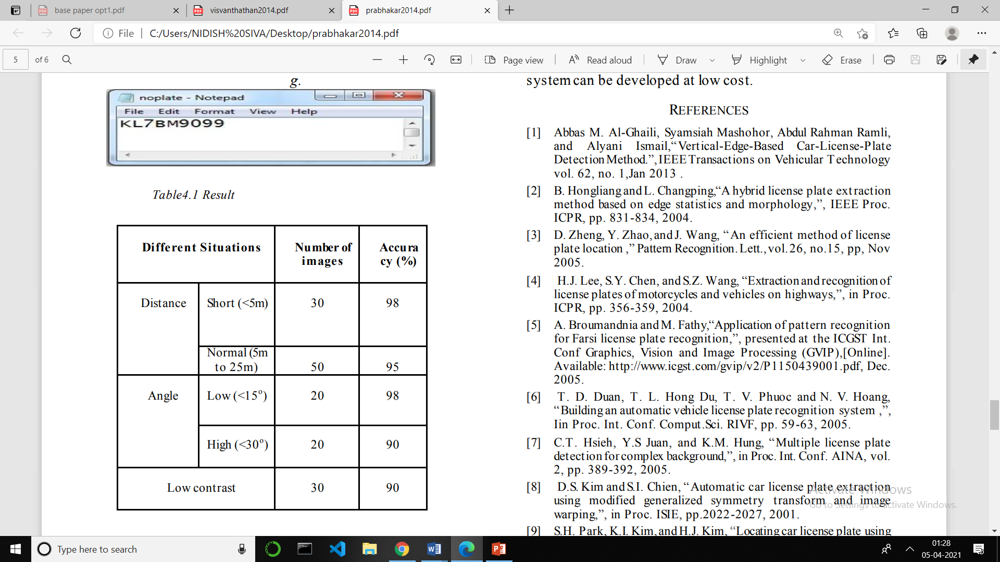 base paper opt1.pdf
visvanthathan2014.pdf
prabhakar2014.pdf
File
C:/Users/NIDISH%20SIVA/Desktop/prabhakar2014.pdf
5
of 6
Page view
Read aloud
Draw
Highlight
Erase
g.
noplate - Notepad
File Edit Format View Help
KL7BM9099
Table4.1 Result
Different Situations
Number of
images
Accura
cy (%)
Distance
Short (<5m)
30
98
Normal (5m
to 25m)
50
95
Angle
Low (<15º)
20
98
High (<30º)
20
90
Low contrast
30
90
system can be developed at low cost.
REFERENCES
[1] Abbas M. Al-Ghaili, Syamsiah Mashohor, Abdul Rahman Ramli,
and Alyani Ismail,“Vertical-Edge-Based Car-License-Plate
Detection Method.”,IEEE Transactions on Vehicular Technology
vol. 62, no. 1,Jan 2013 .
[2] B. Hongliang and L. Changping,“A hybrid license plate extraction
method based on edge statistics and morphology,”, IEEE Proc.
ICPR, pp. 831-834, 2004.
[3] D. Zheng, Y. Zhao, and J. Wang, “An efficient method of license
plate location ,” Pattern Recognition. Lett., vol. 26, no.15, pp, Nov
2005.
[4] H.J. Lee, S.Y. Chen, and S.Z. Wang, “Extraction and recognition of
license plates of motorcycles and vehicles on highways,”, in Proc.
ICPR, pp. 356-359, 2004.
[5] A. Broumandnia and M. Fathy,“Application of pattern recognition
for Farsi license plate recognition,”, presented at the ICGST Int.
Conf Graphics, Vision and Image Processing (GVIP),[Online].
Available: http://www.icgst.com/gvip/v2/P1150439001.pdf, Dec.
2005.
[6] T. D. Duan, T. L. Hong Du, T. V. Phuoc and N. V. Hoang,
“Building an automatic vehicle license plate recognition system ,”,
Iin Proc. Int. Conf. Comput.Sci. RIVF, pp. 59-63, 2005.
[7] C.T. Hsieh, Y.S Juan, and K.M. Hung, “Multiple license plate
detection for complex background,”, in Proc. Int. Conf. AINA, vol.
2, pp. 389-392, 2005.
[8] D.S. Kim and S.I. Chien, “Automatic car license plate extraction
using modified generalized symmetry transform and image
warping,”, in Proc. ISIE, pp.2022-2027, 2001.
[9] S.H. Park, K.I. Kim, and H.J. Kim, “Locating car license plate using
Activate Windows
Go to Settings to activate Windows.
Type here to search
01:28
05-04-2021